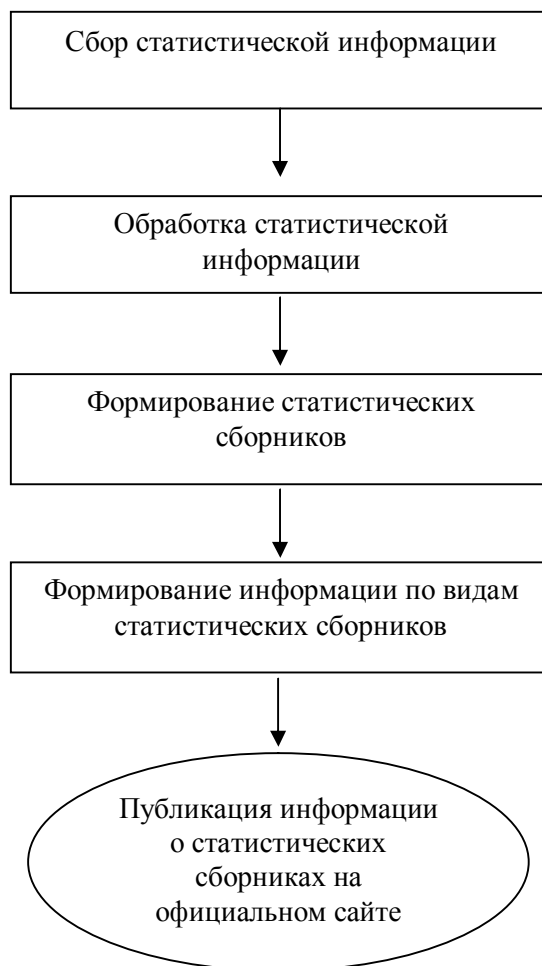 Сбор статистической информации
Обработка статистической
информации
Формирование статистических
сборников
Формирование информации по видам
статистических сборников
Публикация информации
о статистических
сборниках на
официальном сайте